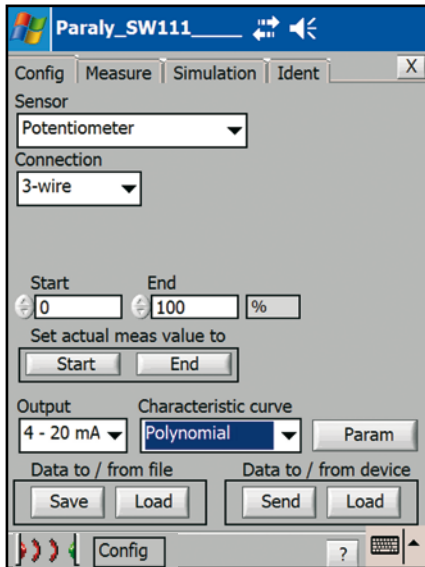 Paraly_SW111____
Config Measure Simulation Ident X
Sensor
Potentiometer
Connection
3-wire
Start End
0 100 %
Set actual meas value to
Start End
Output Characteristic curve
4 - 20 mA Polynomial Param
Data to / from file Data to / from device
Save Load Send Load
Config ?